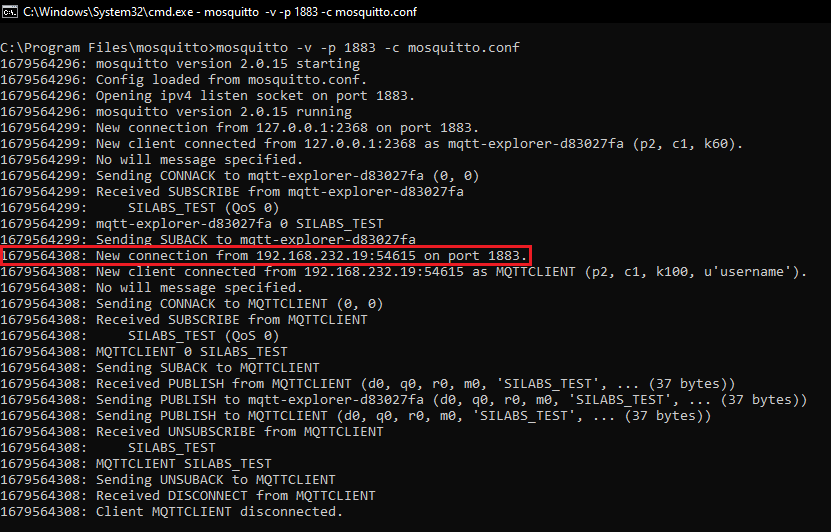 C:\Windows\System32\cmd.exe - mosquitto  -v -p 1883 -c mosquitto.conf
C:\Program Files\mosquitto>mosquitto -v -p 1883 -c mosquitto.conf
1679564296: mosquitto version 2.0.15 starting
1679564296: Config loaded from mosquitto.conf.
1679564296: Opening ipv4 listen socket on port 1883.
1679564296: mosquitto version 2.0.15 running
1679564299: New connection from 127.0.0.1:2368 on port 1883.
1679564299: New client connected from 127.0.0.1:2368 as mqtt-explorer-d83027fa (p2, c1, k60).
1679564299: No will message specified.
1679564299: Sending CONNACK to mqtt-explorer-d83027fa (0, 0)
1679564299: Received SUBSCRIBE from mqtt-explorer-d83027fa
1679564299:     SILABS_TEST (QoS 0)
1679564299: mqtt-explorer-d83027fa 0 SILABS_TEST
1679564299: Sending SUBACK to mqtt-explorer-d83027fa
1679564308: New connection from 192.168.232.19:54615 on port 1883.
1679564308: New client connected from 192.168.232.19:54615 as MQTTCLIENT (p2, c1, k100, u'username').
1679564308: No will message specified.
1679564308: Sending CONNACK to MQTTCLIENT (0, 0)
1679564308: Received SUBSCRIBE from MQTTCLIENT
1679564308:     SILABS_TEST (QoS 0)
1679564308: MQTTCLIENT 0 SILABS_TEST
1679564308: Sending SUBACK to MQTTCLIENT
1679564308: Received PUBLISH from MQTTCLIENT (d0, q0, r0, m0, 'SILABS_TEST', ... (37 bytes))
1679564308: Sending PUBLISH to mqtt-explorer-d83027fa (d0, q0, r0, m0, 'SILABS_TEST', ... (37 bytes))
1679564308: Sending PUBLISH to MQTTCLIENT (d0, q0, r0, m0, 'SILABS_TEST', ... (37 bytes))
1679564308: Received UNSUBSCRIBE from MQTTCLIENT
1679564308:     SILABS_TEST
1679564308: MQTTCLIENT SILABS_TEST
1679564308: Sending UNSUBACK to MQTTCLIENT
1679564308: Received DISCONNECT from MQTTCLIENT
1679564308: Client MQTTCLIENT disconnected.